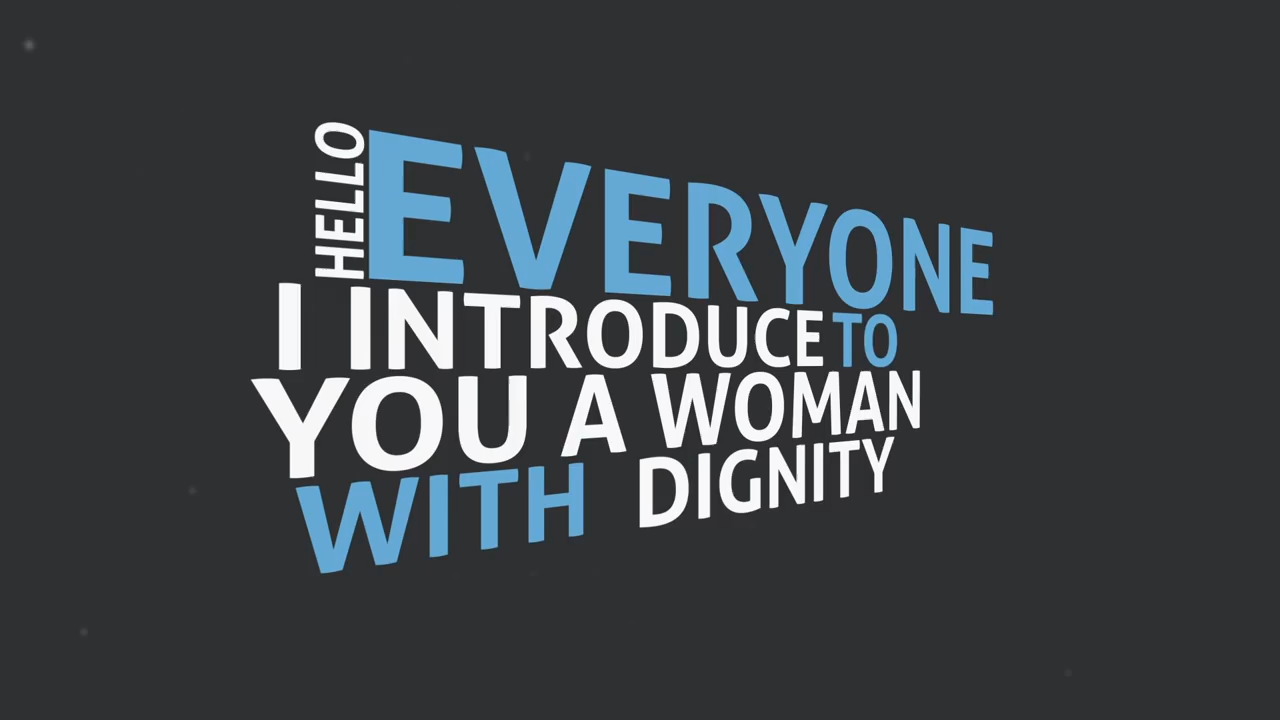 HELLO
EVERYONE
I INTRODUCE TO
YOU A WOMAN
WITH DIGNITY